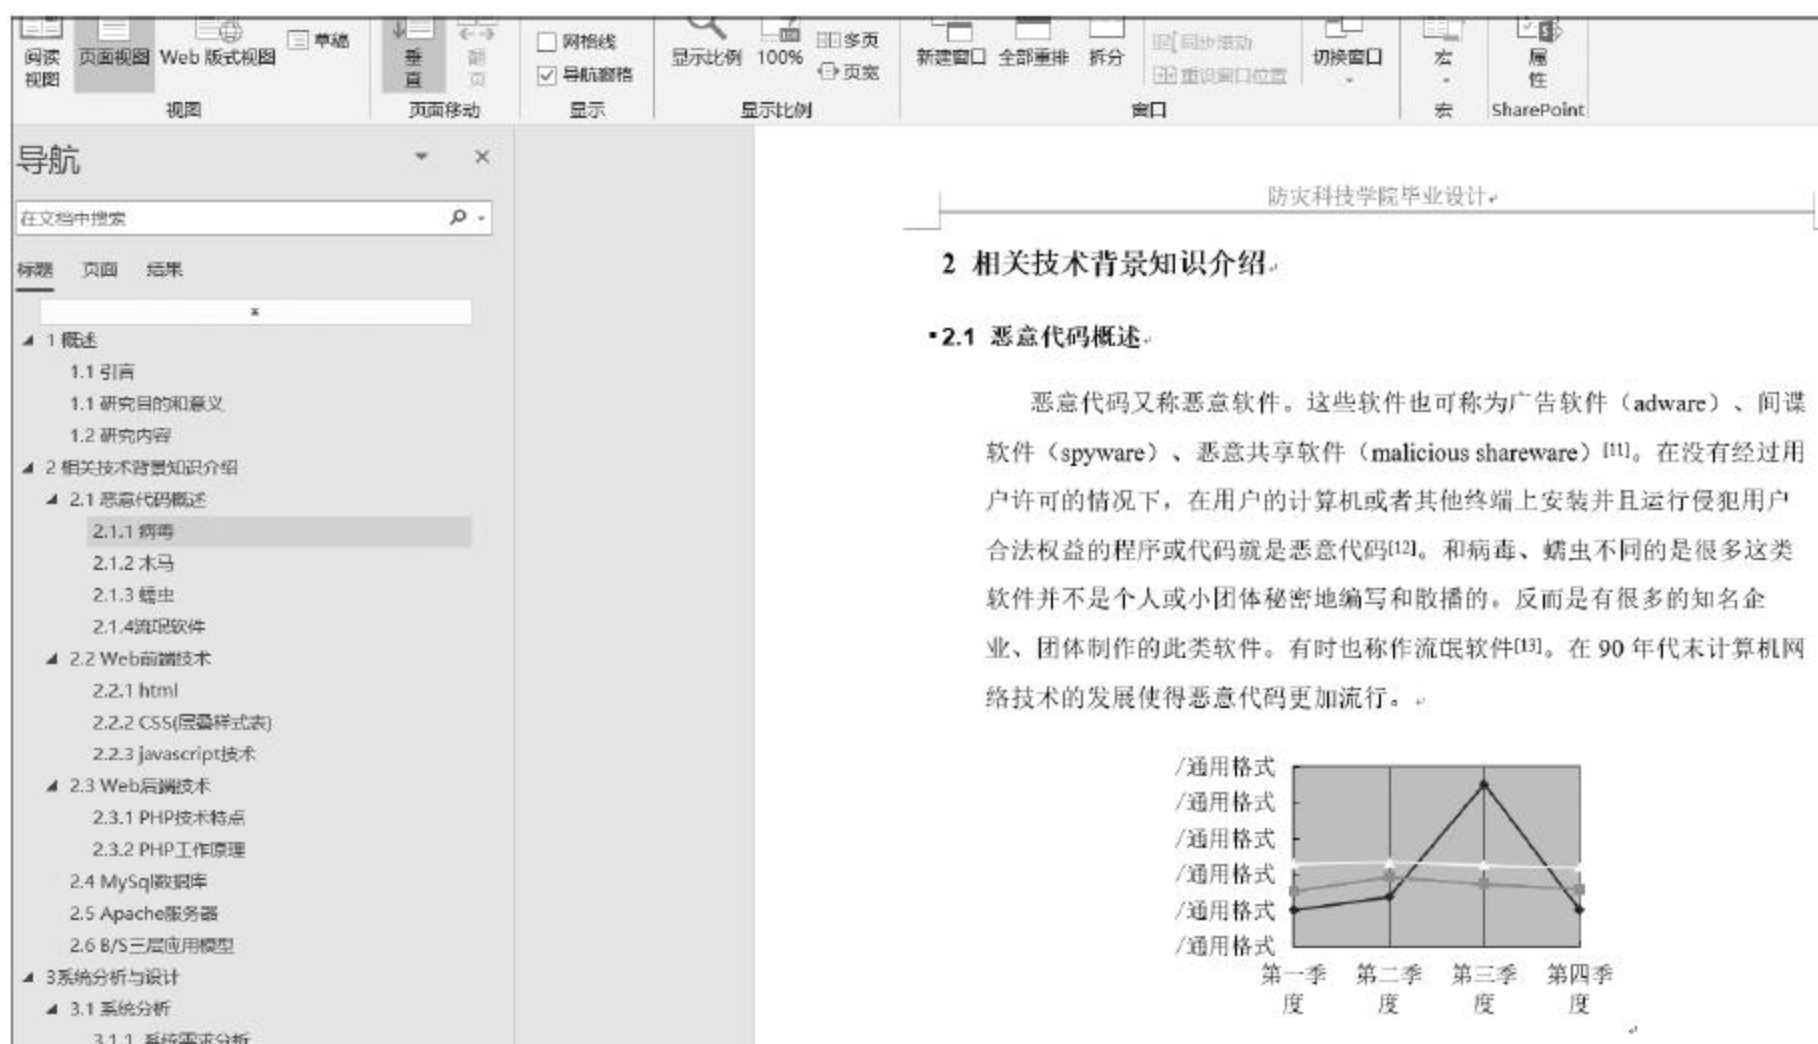 阅读视图
页面视图
Web 版式视图
草稿
视图
垂直
翻页
页面移动
网格线
导航窗格
显示
显示比例
100%
多页
页宽
显示比例
新建窗口
全部重排
拆分
同步滚动
重设窗口位置
切换窗口
窗口
宏
宏
属性
SharePoint
导航
在文档中搜索
标题 页面 结果
1 概述
1.1 引言
1.1 研究目的和意义
1.2 研究内容
2 相关技术背景知识介绍
2.1 恶意代码概述
2.1.1 病毒
2.1.2 木马
2.1.3 蠕虫
2.1.4流氓软件
2.2 Web前端技术
2.2.1 html
2.2.2 CSS(层叠样式表)
2.2.3 javascript技术
2.3 Web后端技术
2.3.1 PHP技术特点
2.3.2 PHP工作原理
2.4 MySql数据库
2.5 Apache服务器
2.6 B/S三层应用模型
3系统分析与设计
3.1 系统分析
3.1.1 系统需求分析
防灾科技学院毕业设计
2 相关技术背景知识介绍
2.1 恶意代码概述
恶意代码又称恶意软件。这些软件也可称为广告软件（adware）、间谍
软件（spyware）、恶意共享软件（malicious shareware）[11]。在没有经过用
户许可的情况下，在用户的计算机或者其他终端上安装并且运行侵犯用户
合法权益的程序或代码就是恶意代码[12]。和病毒、蠕虫不同的是很多这类
软件并不是个人或小团体秘密地编写和散播的。反而是有很多的知名企
业、团体制作的此类软件。有时也称作流氓软件[13]。在 90 年代末计算机网
络技术的发展使得恶意代码更加流行。
/通用格式
/通用格式
/通用格式
/通用格式
/通用格式
/通用格式
第一季度
第二季度
第三季度
第四季度